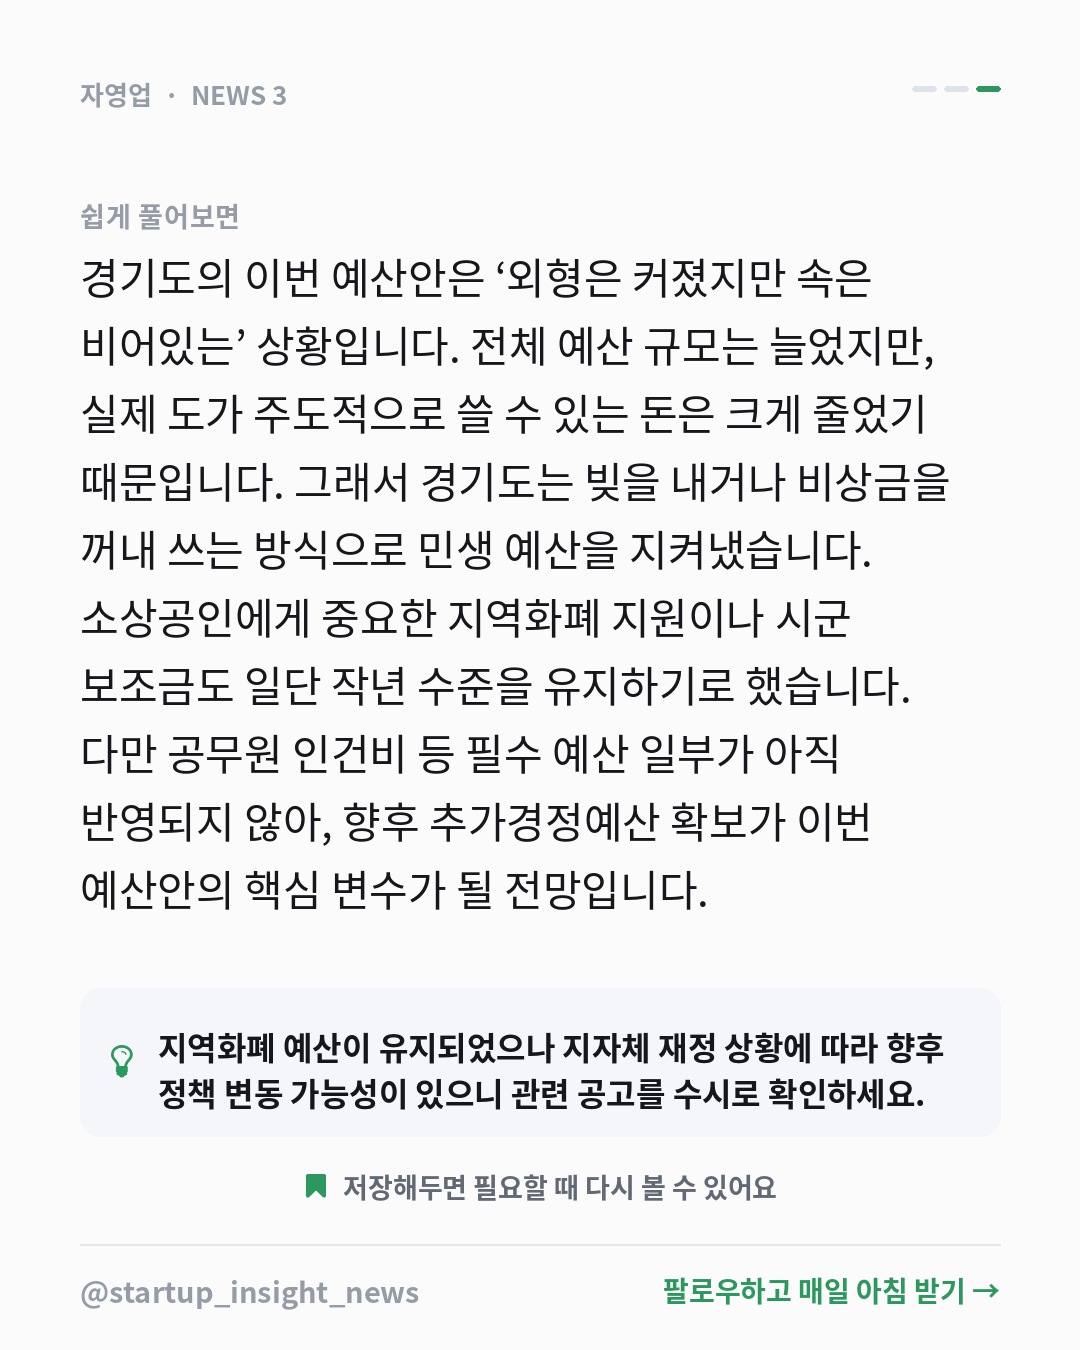 자영업 · NEWS 3
쉽게 풀어보면
경기도의 이번 예산안은 ‘외형은 커졌지만 속은
비어있는’ 상황입니다. 전체 예산 규모는 늘었지만,
실제 도가 주도적으로 쓸 수 있는 돈은 크게 줄었기
때문입니다. 그래서 경기도는 빚을 내거나 비상금을
꺼내 쓰는 방식으로 민생 예산을 지켜냈습니다.
소상공인에게 중요한 지역화폐 지원이나 시군
보조금도 일단 작년 수준을 유지하기로 했습니다.
다만 공무원 인건비 등 필수 예산 일부가 아직
반영되지 않아, 향후 추가경정예산 확보가 이번
예산안의 핵심 변수가 될 전망입니다.
지역화폐 예산이 유지되었으나 지자체 재정 상황에 따라 향후
정책 변동 가능성이 있으니 관련 공고를 수시로 확인하세요.
저장해두면 필요할 때 다시 볼 수 있어요
@startup_insight_news
팔로우하고 매일 아침 받기 →